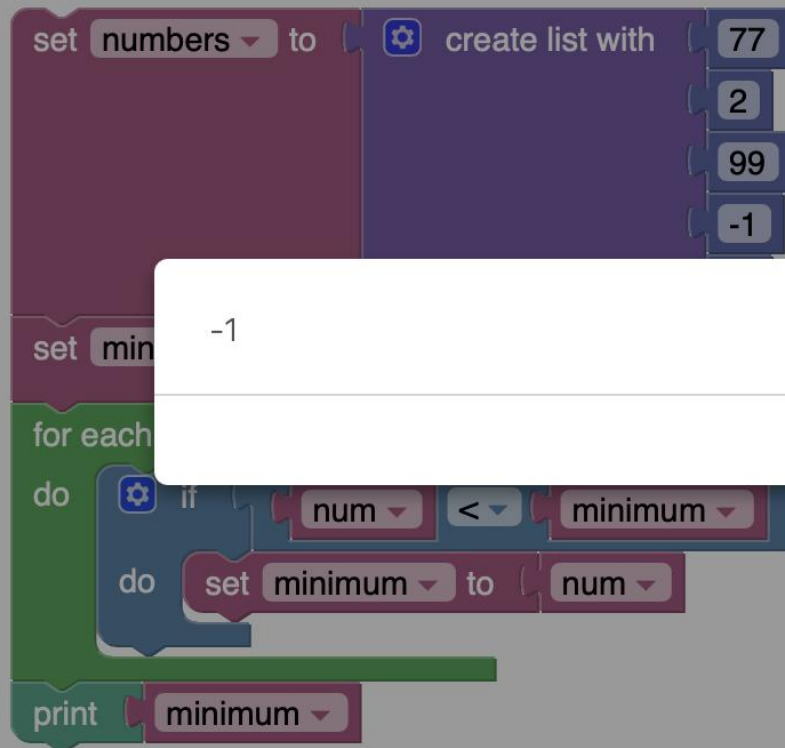 set numbers to create list with 77
2
99
-1
-1
set min
for each
do if num < minimum
do set minimum to num
print minimum